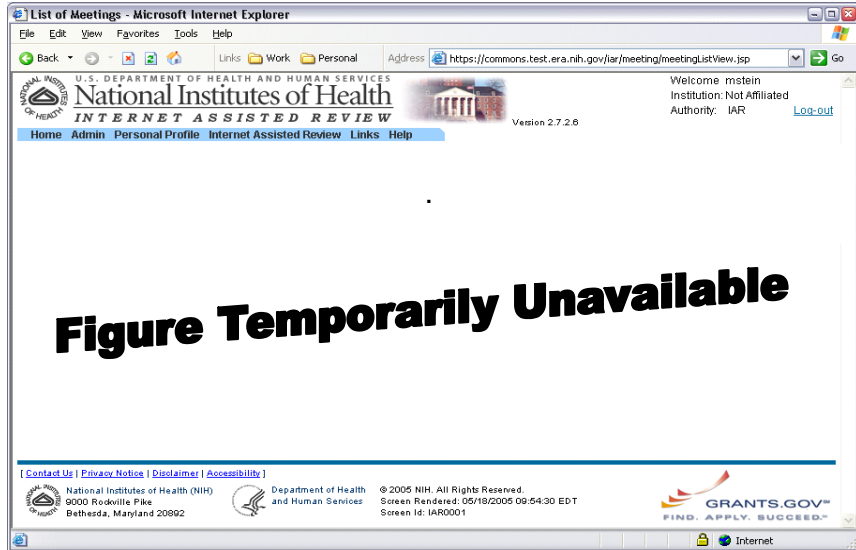 List of Meetings - Microsoft Internet Explorer
File Edit View Favorites Tools Help
Back Links Work Personal Address https://commons.test.era.nih.gov/iar/meeting/meetingListView.jsp Go
U.S. DEPARTMENT OF HEALTH AND HUMAN SERVICES
National Institutes of Health
INTERNET ASSISTED REVIEW
Version 2.7.2.6
Welcome mstein
Institution: Not Affiliated
Authority: IAR Log-out
Home Admin Personal Profile Internet Assisted Review Links Help
.
Figure Temporarily Unavailable
[ Contact Us | Privacy Notice | Disclaimer | Accessibility ]
National Institutes of Health (NIH)
9000 Rockville Pike
Bethesda, Maryland 20892
Department of Health
and Human Services
© 2005 NIH. All Rights Reserved.
Screen Rendered: 05/18/2005 09:54:30 EDT
Screen Id: IAR0001
GRANTS.GOV℠
FIND. APPLY. SUCCEED.℠
Internet